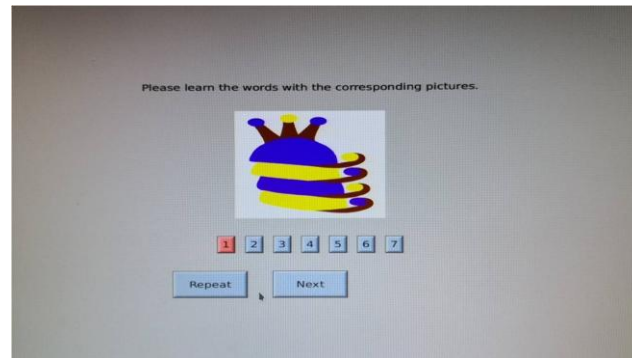 Please learn the words with the corresponding pictures.
1 2 3 4 5 6 7
Repeat Next